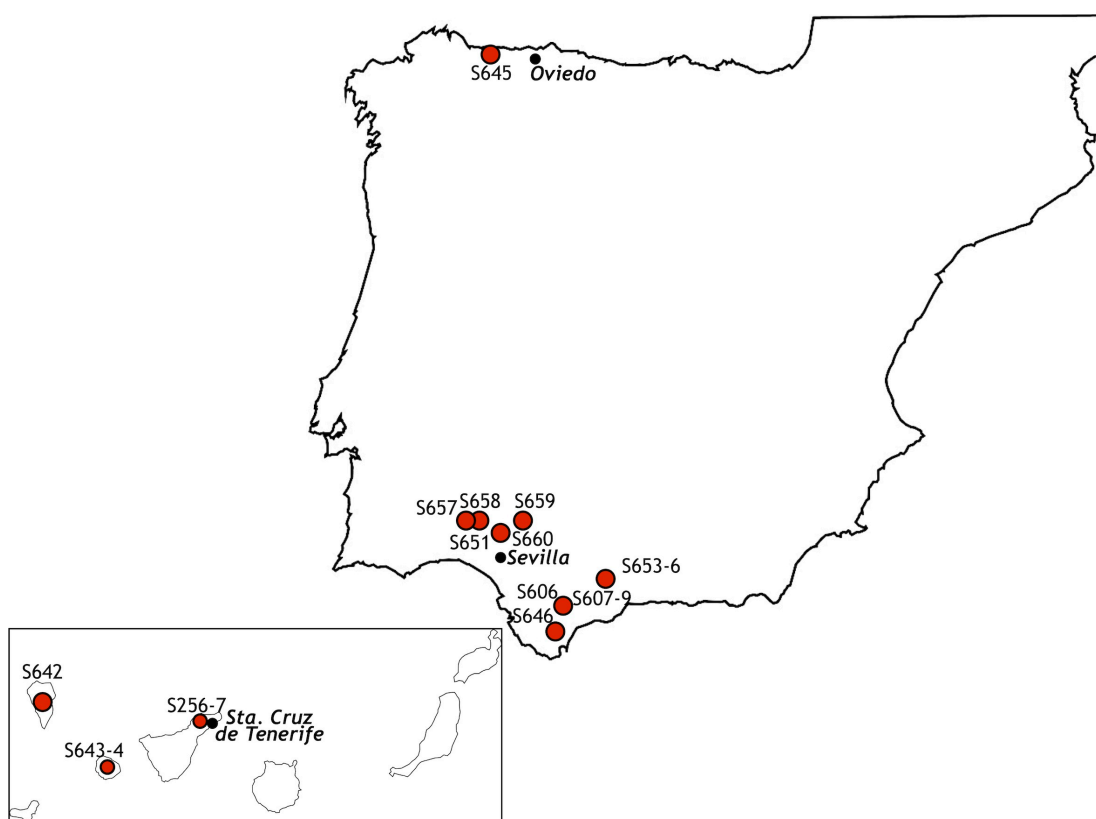 S645
Oviedo
S657
S658
S659
S651
S660
Sevilla
S653-6
S606
S607-9
S646
S642
S256-7
Sta. Cruz
de Tenerife
S643-4